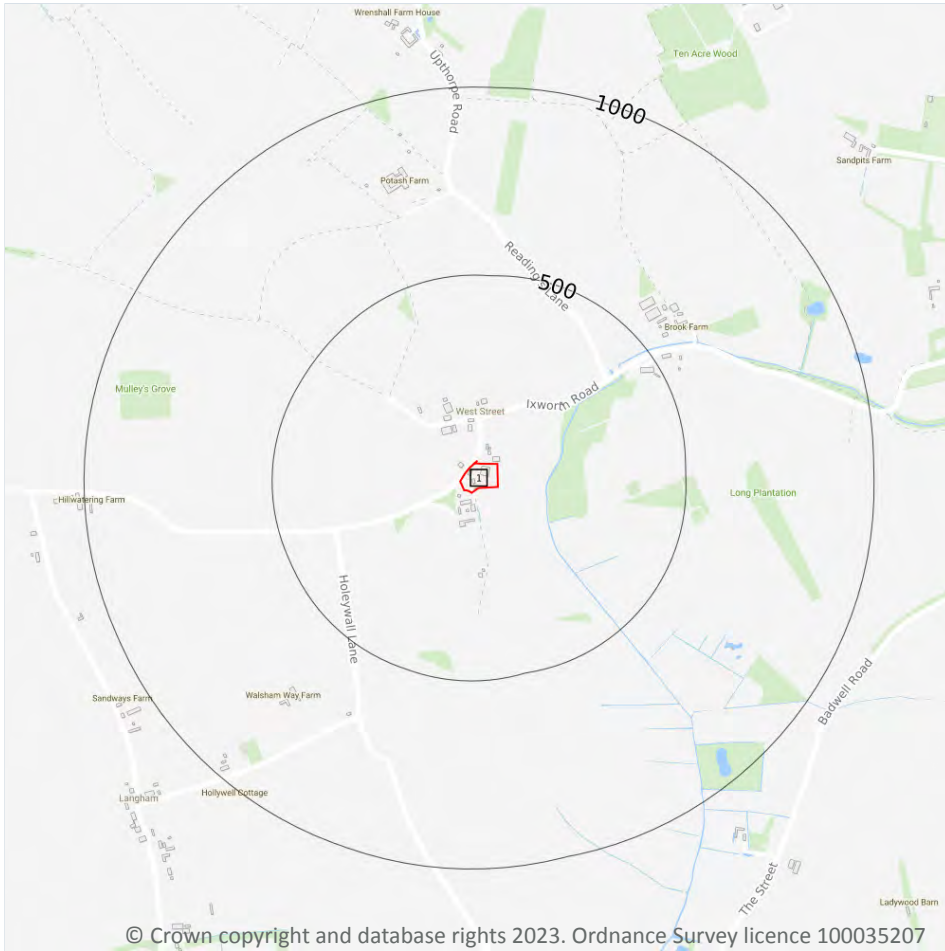 Wrenshall Farm House
Ten Acre Wood
Upthorpe Road
1000
Sandpits Farm
Potash Farm
Reading's Lane
500
Brook Farm
Mulley's Grove
Ixworth Road
West Street
1
Long Plantation
Hillwatering Farm
Holeywall Lane
Badwell Road
Walsham Way Farm
Sandways Farm
Hollywell Cottage
Langham
The Street
Ladywood Barn
© Crown copyright and database rights 2023. Ordnance Survey licence 100035207